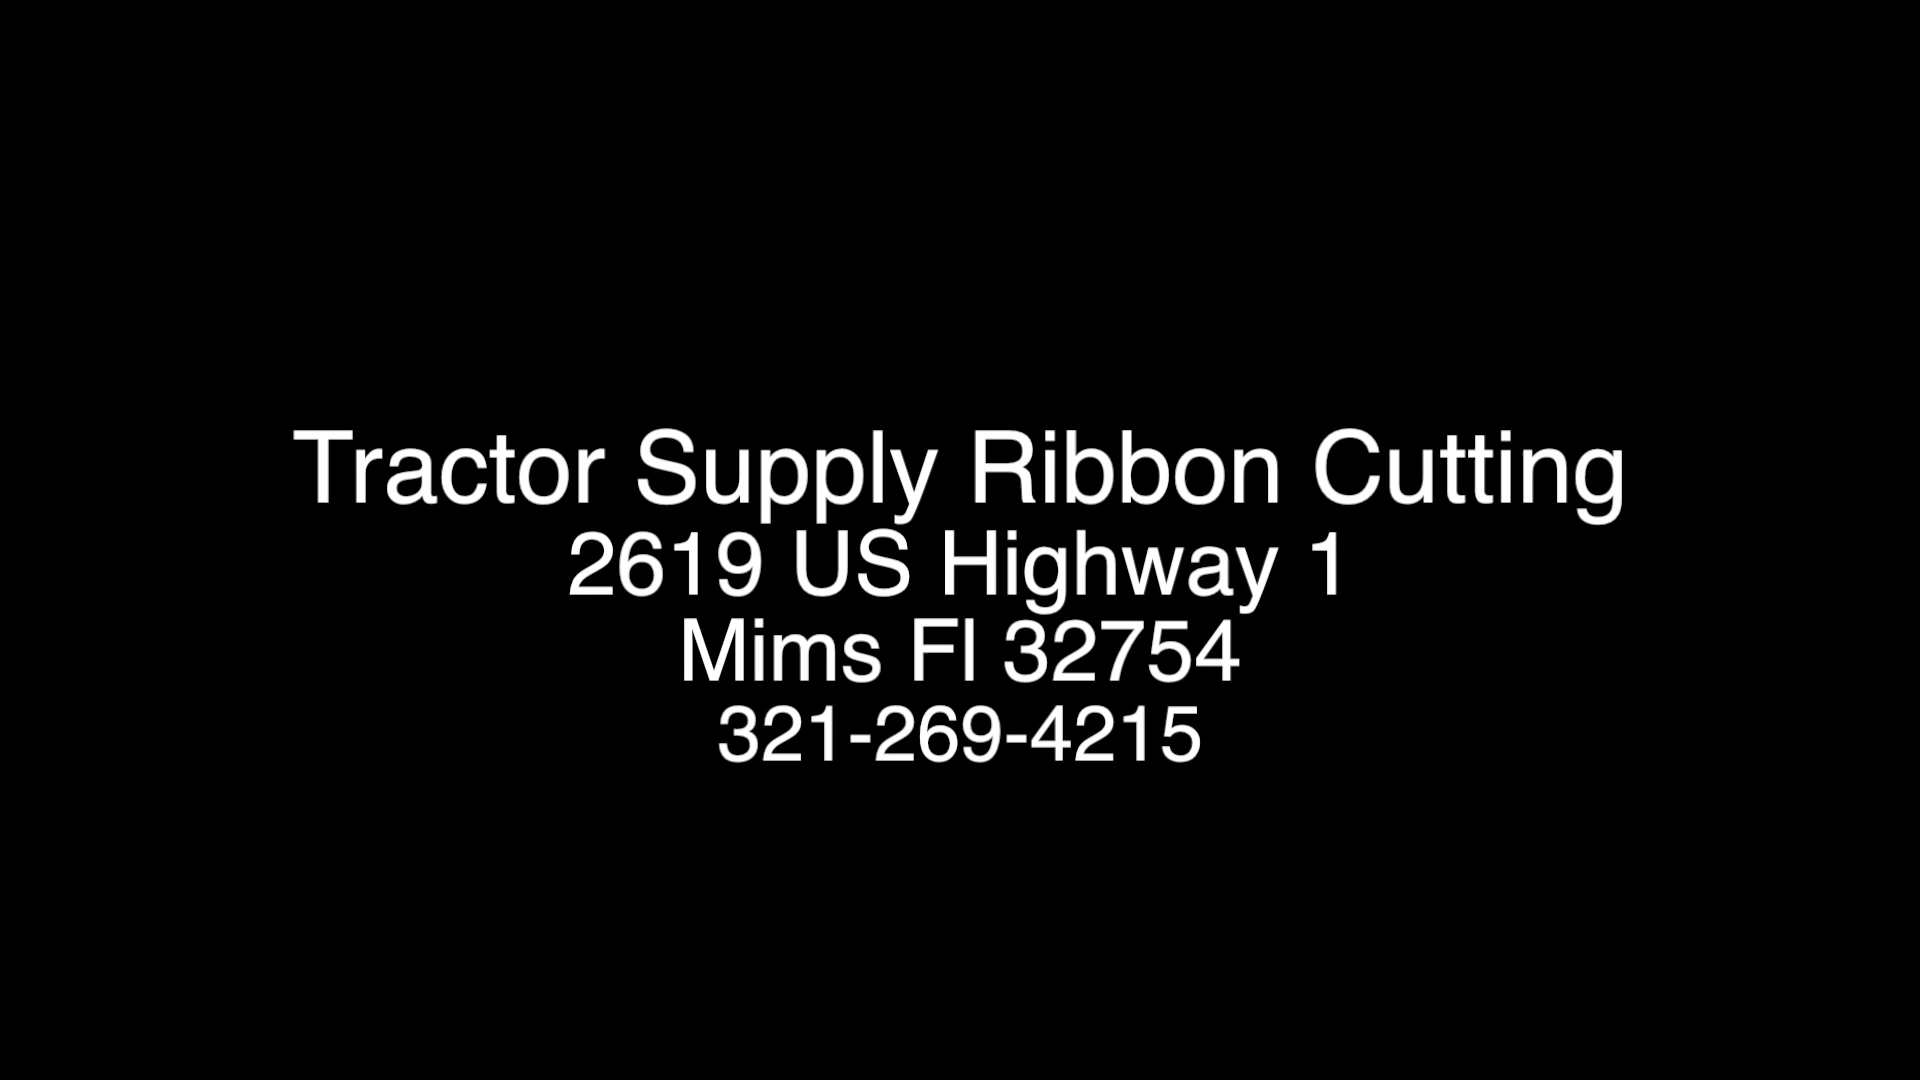 Tractor Supply Ribbon Cutting
2619 US Highway 1
Mims Fl 32754
321-269-4215